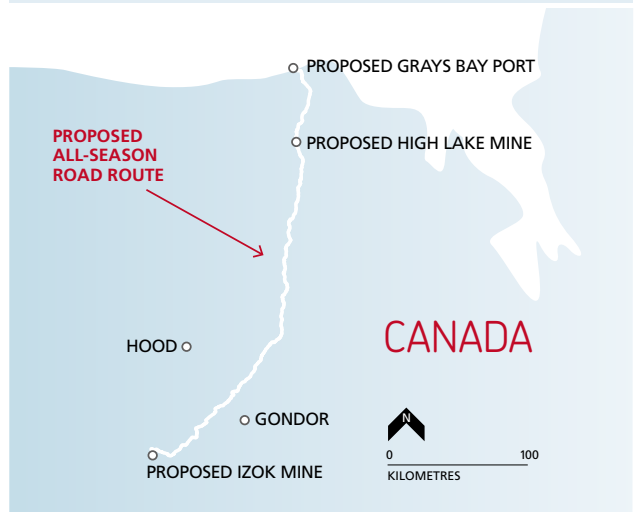 PROPOSED GRAYS BAY PORT
PROPOSED
ALL-SEASON
ROAD ROUTE
PROPOSED HIGH LAKE MINE
HOOD
CANADA
GONDOR
N
0 100
KILOMETRES
PROPOSED IZOK MINE